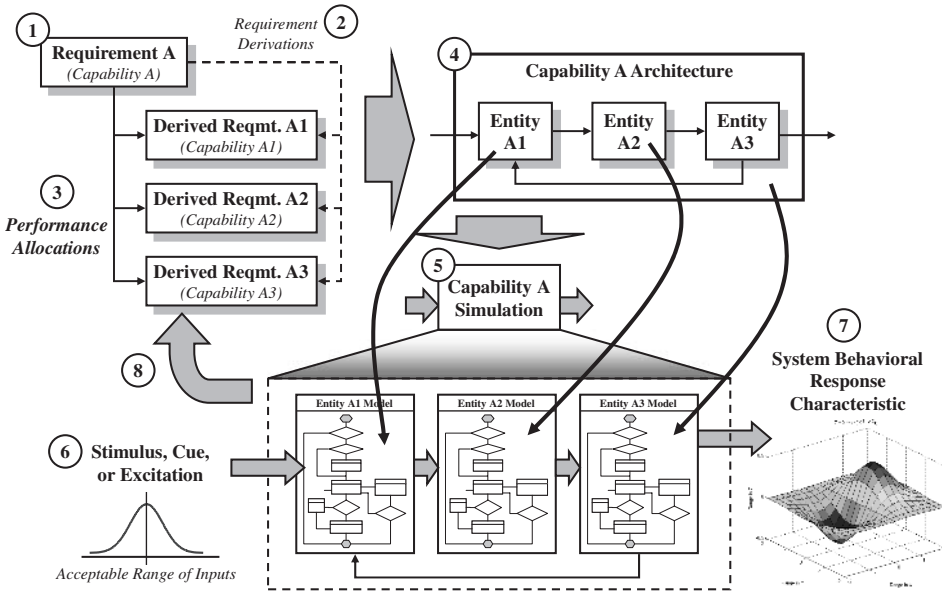 1
Requirement A
(Capability A)
Requirement
Derivations
2
Derived Reqmt. A1
(Capability A1)
3
Performance
Allocations
Derived Reqmt. A2
(Capability A2)
Derived Reqmt. A3
(Capability A3)
4
Capability A Architecture
Entity
A1
Entity
A2
Entity
A3
5
Capability A
Simulation
8
6
Stimulus, Cue,
or Excitation
Acceptable Range of Inputs
Entity A1 Model
Entity A2 Model
Entity A3 Model
7
System Behavioral
Response
Characteristic